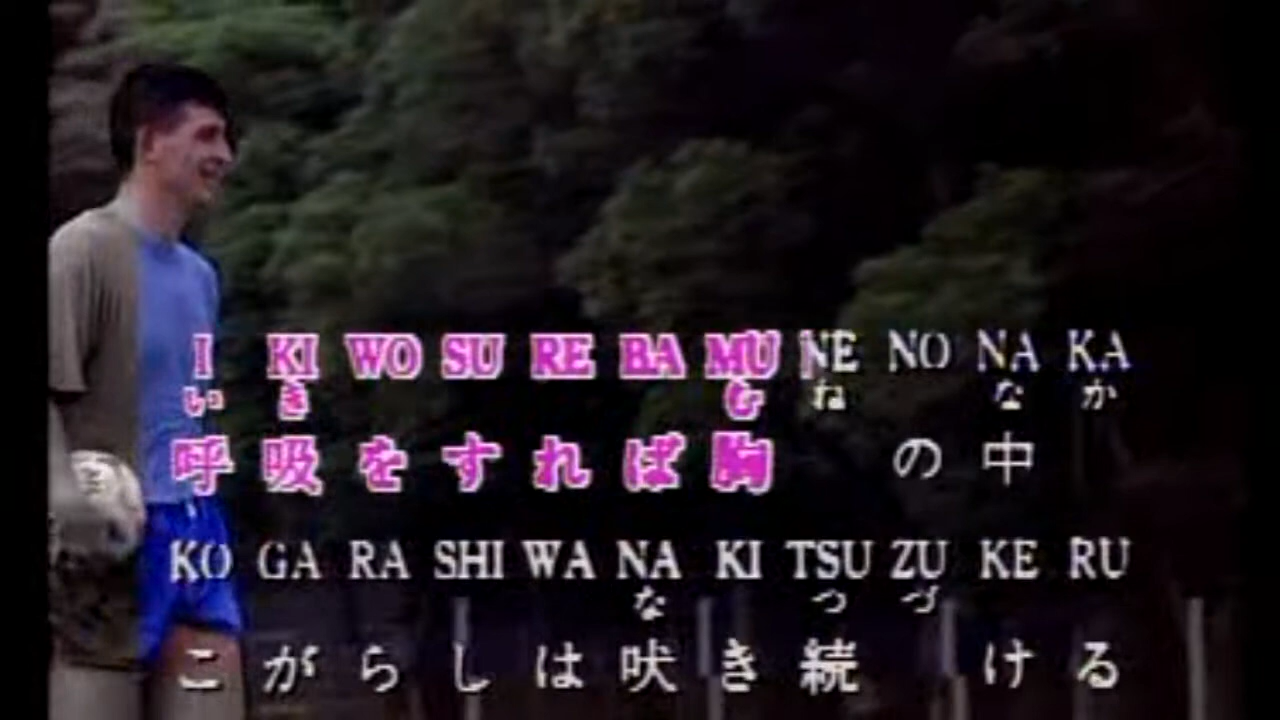 I KI WO SU RE BA MU NE NO NA KA
い き む ね な か
呼吸をすれば胸の中
KO GA RA SHI WA NA KI TSU ZU KE RU
な つ づ
こがらしは吠き続ける